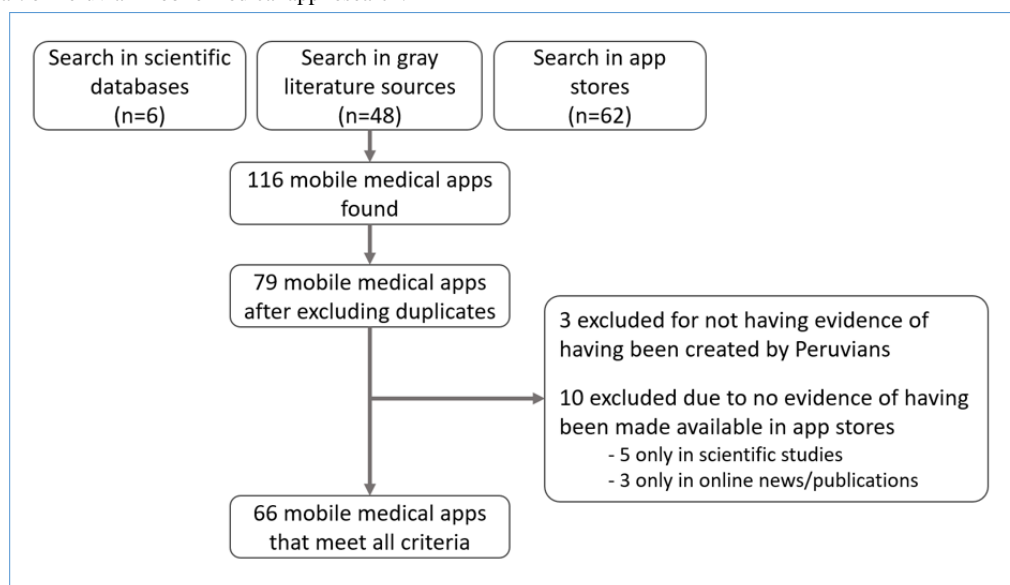 Search in scientific
databases
(n=6)
Search in gray
literature sources
(n=48)
Search in app
stores
(n=62)
116 mobile medical apps
found
79 mobile medical apps
after excluding duplicates
3 excluded for not having evidence of
having been created by Peruvians
10 excluded due to no evidence of having
been made available in app stores
- 5 only in scientific studies
- 3 only in online news/publications
66 mobile medical apps
that meet all criteria